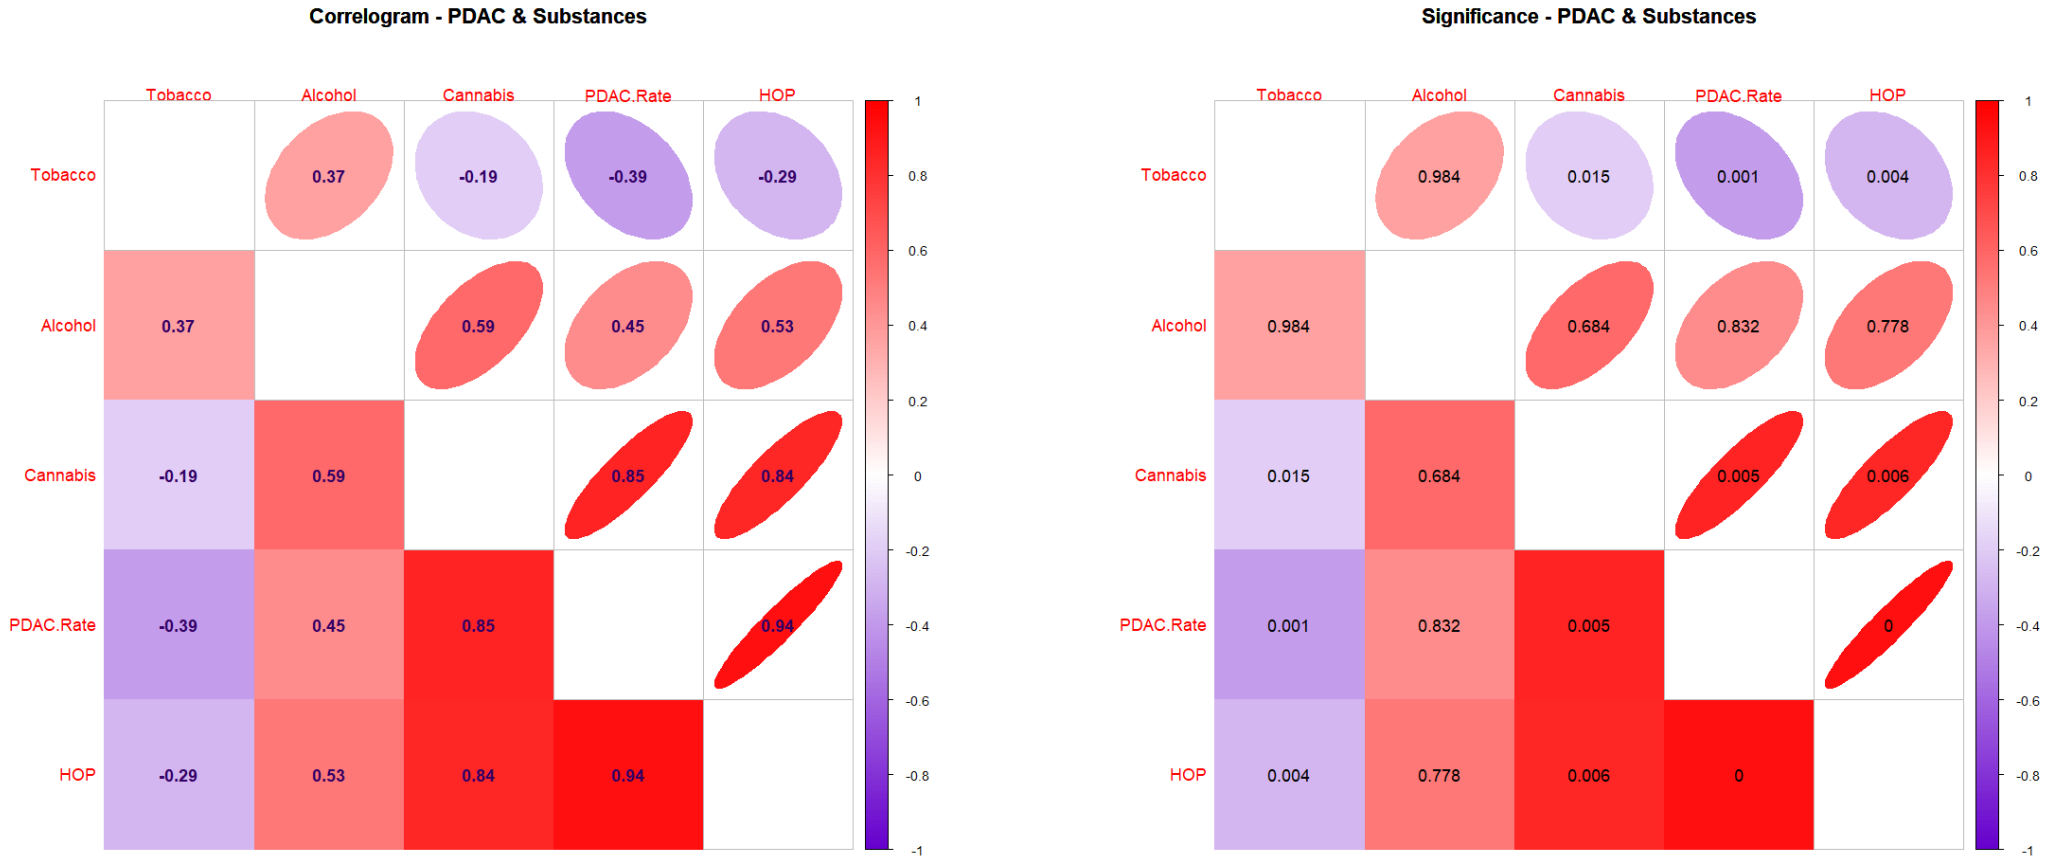 Correlogram - PDAC & Substances
Tobacco Alcohol Cannabis PDAC.Rate HOP
1
Tobacco 0.37 -0.19 -0.39 -0.29
0.8
0.6
Alcohol 0.37 0.59 0.45 0.53
0.4
0.2
Cannabis -0.19 0.59 0.85 0.84
0
-0.2
PDAC.Rate -0.39 0.45 0.85 0.94
-0.4
-0.6
HOP -0.29 0.53 0.84 0.94
-0.8
-1
Significance - PDAC & Substances
Tobacco Alcohol Cannabis PDAC.Rate HOP
1
Tobacco 0.984 0.015 0.001 0.004
0.8
0.6
Alcohol 0.984 0.684 0.832 0.778
0.4
0.2
Cannabis 0.015 0.684 0.005 0.006
0
-0.2
PDAC.Rate 0.001 0.832 0.005 0
-0.4
-0.6
HOP 0.004 0.778 0.006 0
-0.8
-1